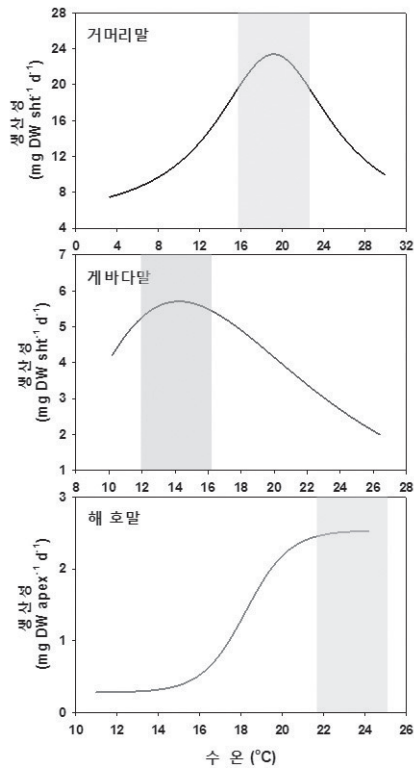 거머리말
28
24
20
16
12
8
4
생산성
(mg DW sht⁻¹ d⁻¹)
0 4 8 12 16 20 24 28 32
게바다말
7
6
5
4
3
2
1
생산성
(mg DW sht⁻¹ d⁻¹)
8 10 12 14 16 18 20 22 24 26 28
해 호말
3
2
1
0
생산성
(mg DW apex⁻¹ d⁻¹)
10 12 14 16 18 20 22 24 26
수 온 (°C)